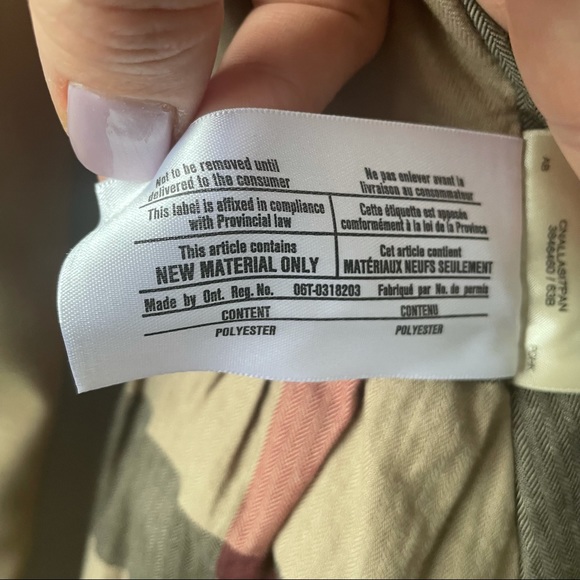 Not to be removed until
delivered to the consumer
Ne pas enlever avant la
livraison au consommateur
This label is affixed in compliance
with Provincial law
Cette étiquette est apposée
conformément à la loi de la Province
This article contains
NEW MATERIAL ONLY
Cet article contient
MATÉRIAUX NEUFS SEULEMENT
Made by Ont. Reg. No. 06T-0318203 Fabriqué par No. de permis
CONTENT
POLYESTER
CONTENU
POLYESTER
AB